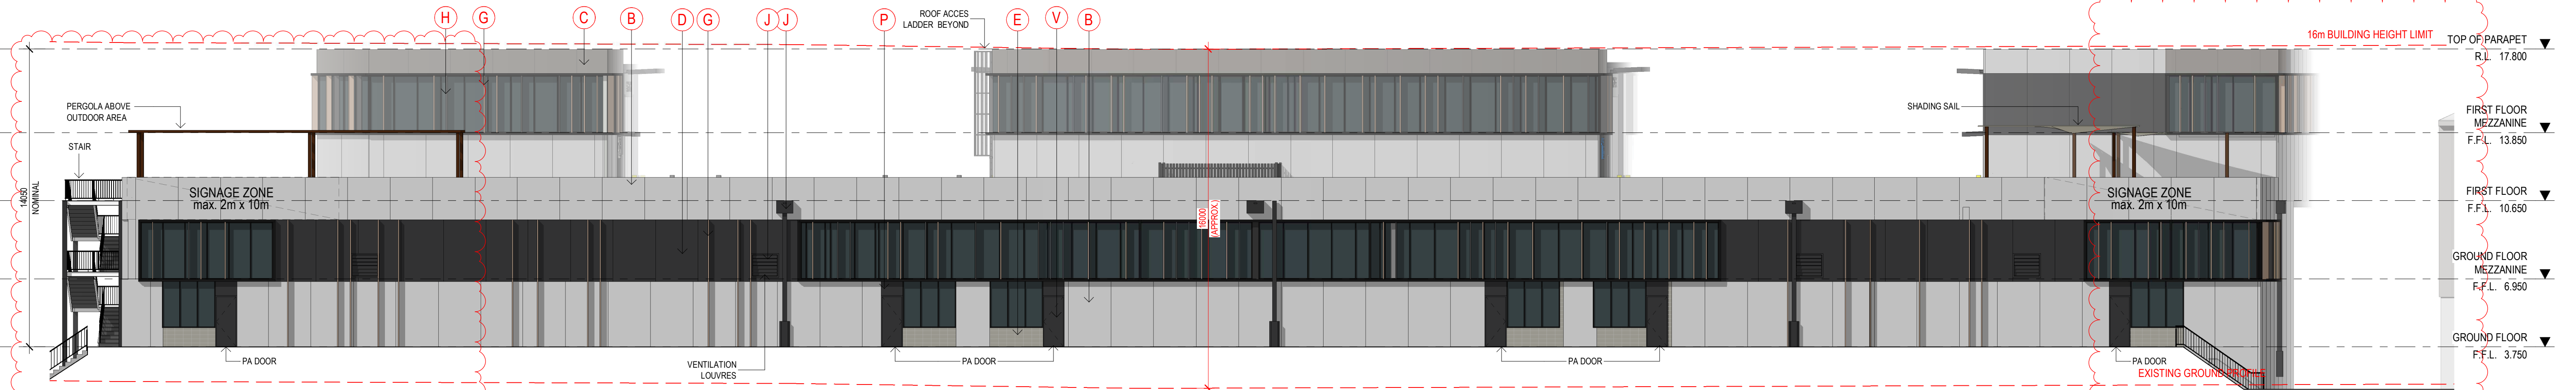 H
G
C
B
D
G
J
J
P
E
V
B
ROOF ACCES
LADDER BEYOND
16m BUILDING HEIGHT LIMIT
TOP OF PARAPET
R.L. 17.800
PERGOLA ABOVE
OUTDOOR AREA
SHADING SAIL
FIRST FLOOR
MEZZANINE
F.F.L. 13.850
STAIR
14050
NOMINAL
SIGNAGE ZONE
max. 2m x 10m
16000
(APPROX.)
SIGNAGE ZONE
max. 2m x 10m
FIRST FLOOR
F.F.L. 10.650
GROUND FLOOR
MEZZANINE
F.F.L. 6.950
GROUND FLOOR
F.F.L. 3.750
PA DOOR
VENTILATION
LOUVRES
PA DOOR
PA DOOR
PA DOOR
EXISTING GROUND PROFILE